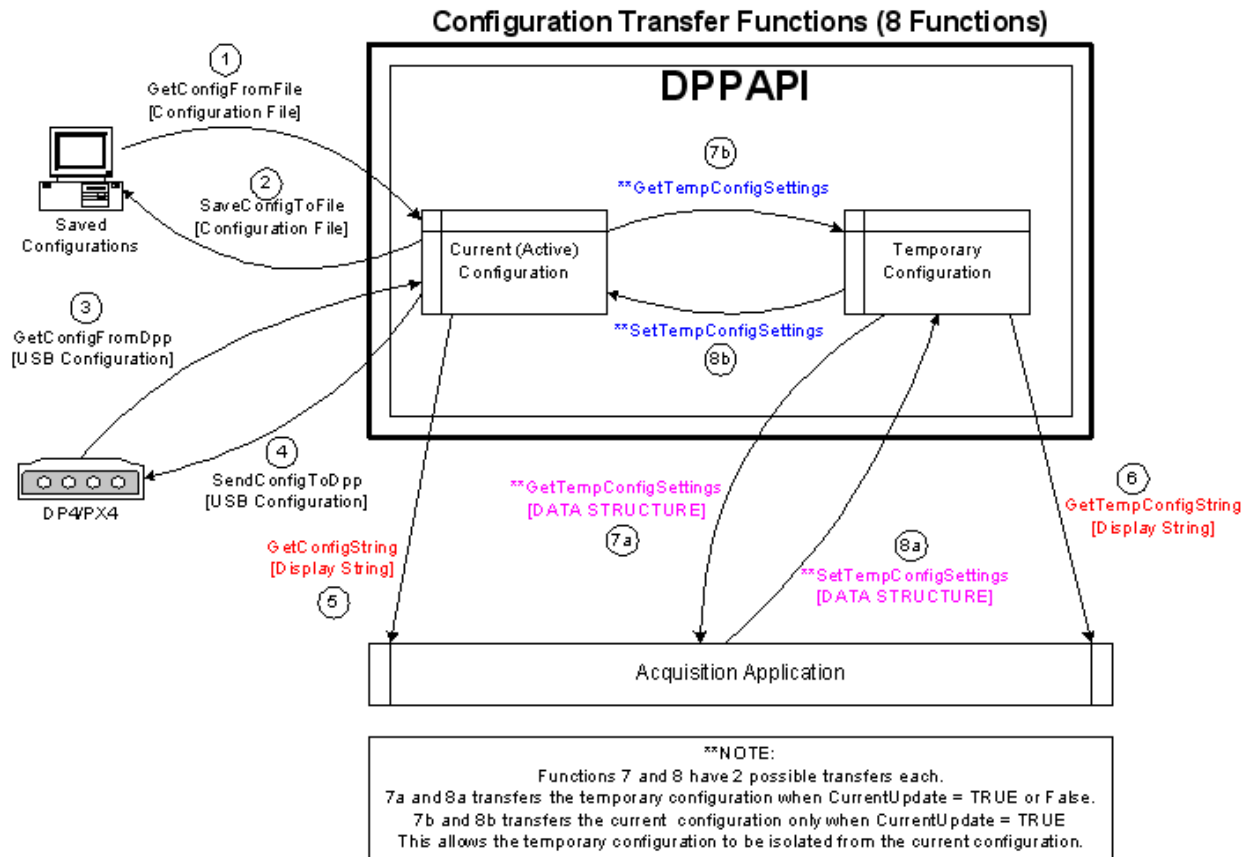 Configuration Transfer Functions (8 Functions)
DPPAPI
1
GetConfigFromFile
[Configuration File]
2
SaveConfigToFile
[Configuration File]
Saved
Configurations
3
GetConfigFromDpp
[USB Configuration]
4
SendConfigToDpp
[USB Configuration]
DP4/PX4
Current (Active)
Configuration
7b
**GetTempConfigSettings
Temporary
Configuration
**SetTempConfigSettings
8b
GetConfigString
[Display String]
5
**GetTempConfigSettings
[DATA STRUCTURE]
7a
8a
**SetTempConfigSettings
[DATA STRUCTURE]
6
GetTempConfigString
[Display String]
Acquisition Application
**NOTE:
Functions 7 and 8 have 2 possible transfers each.
7a and 8a transfers the temporary configuration when CurrentUpdate = TRUE or False.
7b and 8b transfers the current configuration only when CurrentUpdate = TRUE
This allows the temporary configuration to be isolated from the current configuration.